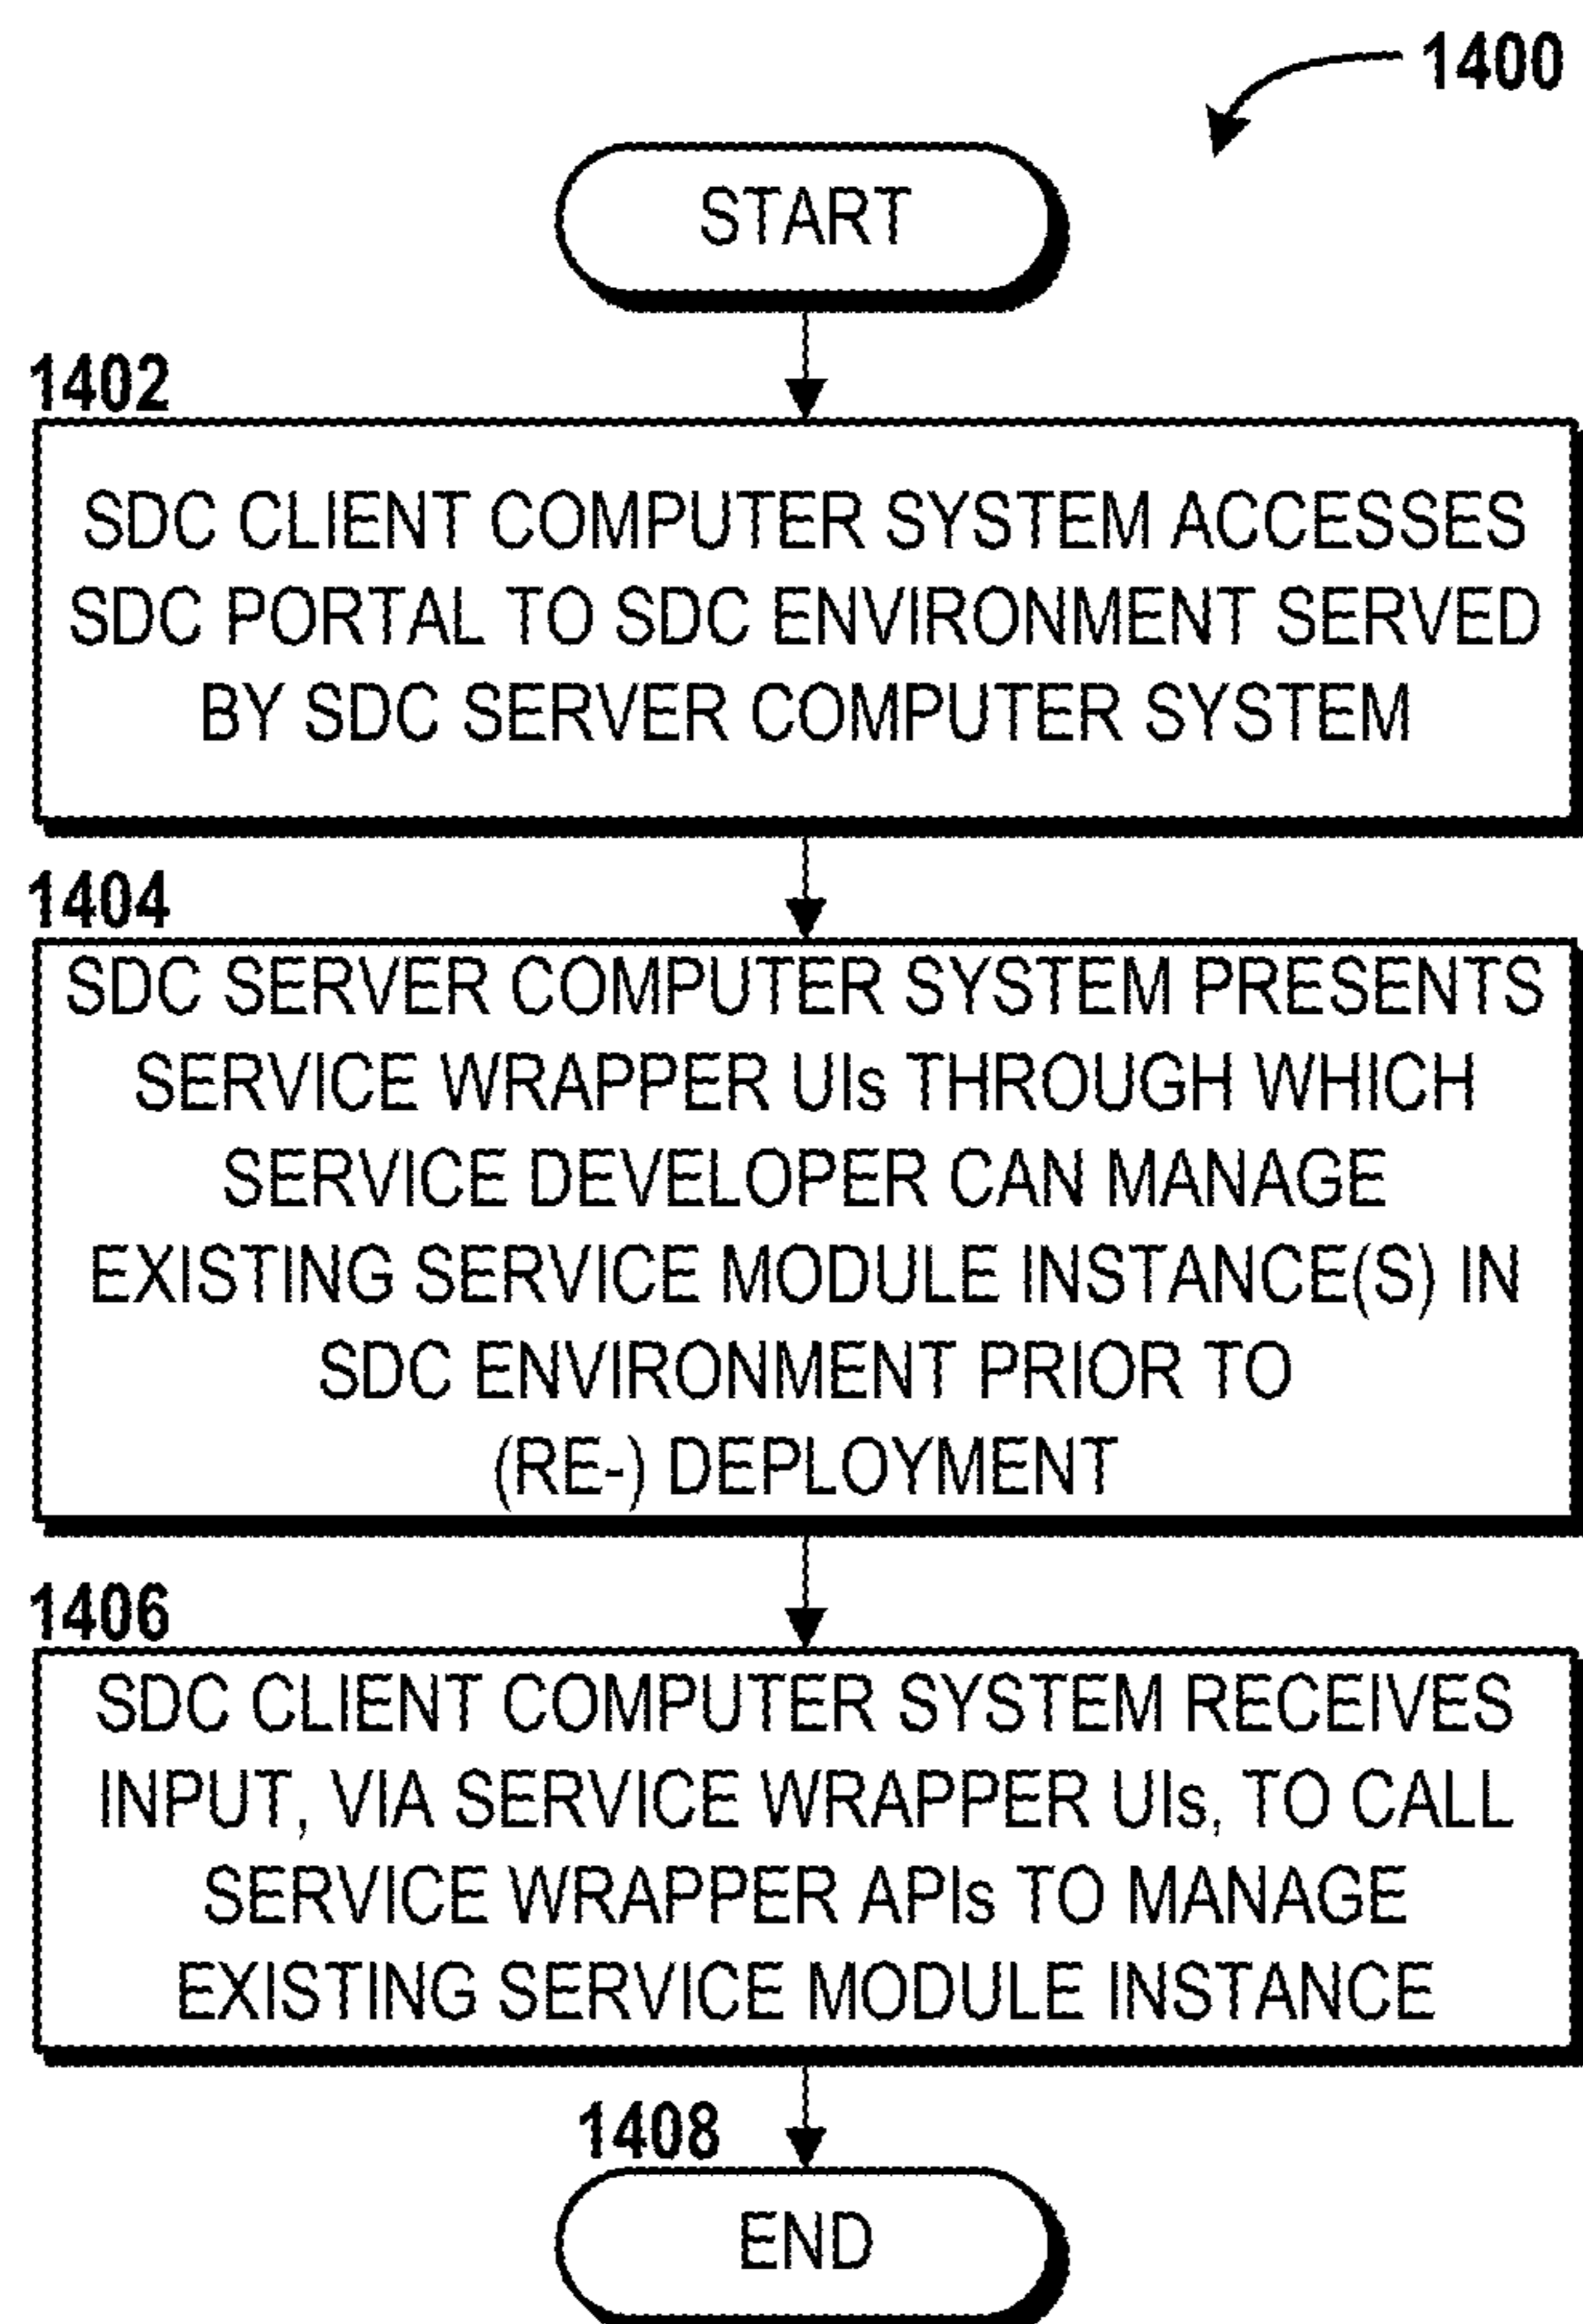 1400
START
1402
SDC CLIENT COMPUTER SYSTEM ACCESSES
SDC PORTAL TO SDC ENVIRONMENT SERVED
BY SDC SERVER COMPUTER SYSTEM
1404
SDC SERVER COMPUTER SYSTEM PRESENTS
SERVICE WRAPPER UIs THROUGH WHICH
SERVICE DEVELOPER CAN MANAGE
EXISTING SERVICE MODULE INSTANCE(S) IN
SDC ENVIRONMENT PRIOR TO
(RE-) DEPLOYMENT
1406
SDC CLIENT COMPUTER SYSTEM RECEIVES
INPUT, VIA SERVICE WRAPPER UIs, TO CALL
SERVICE WRAPPER APIs TO MANAGE
EXISTING SERVICE MODULE INSTANCE
1408
END